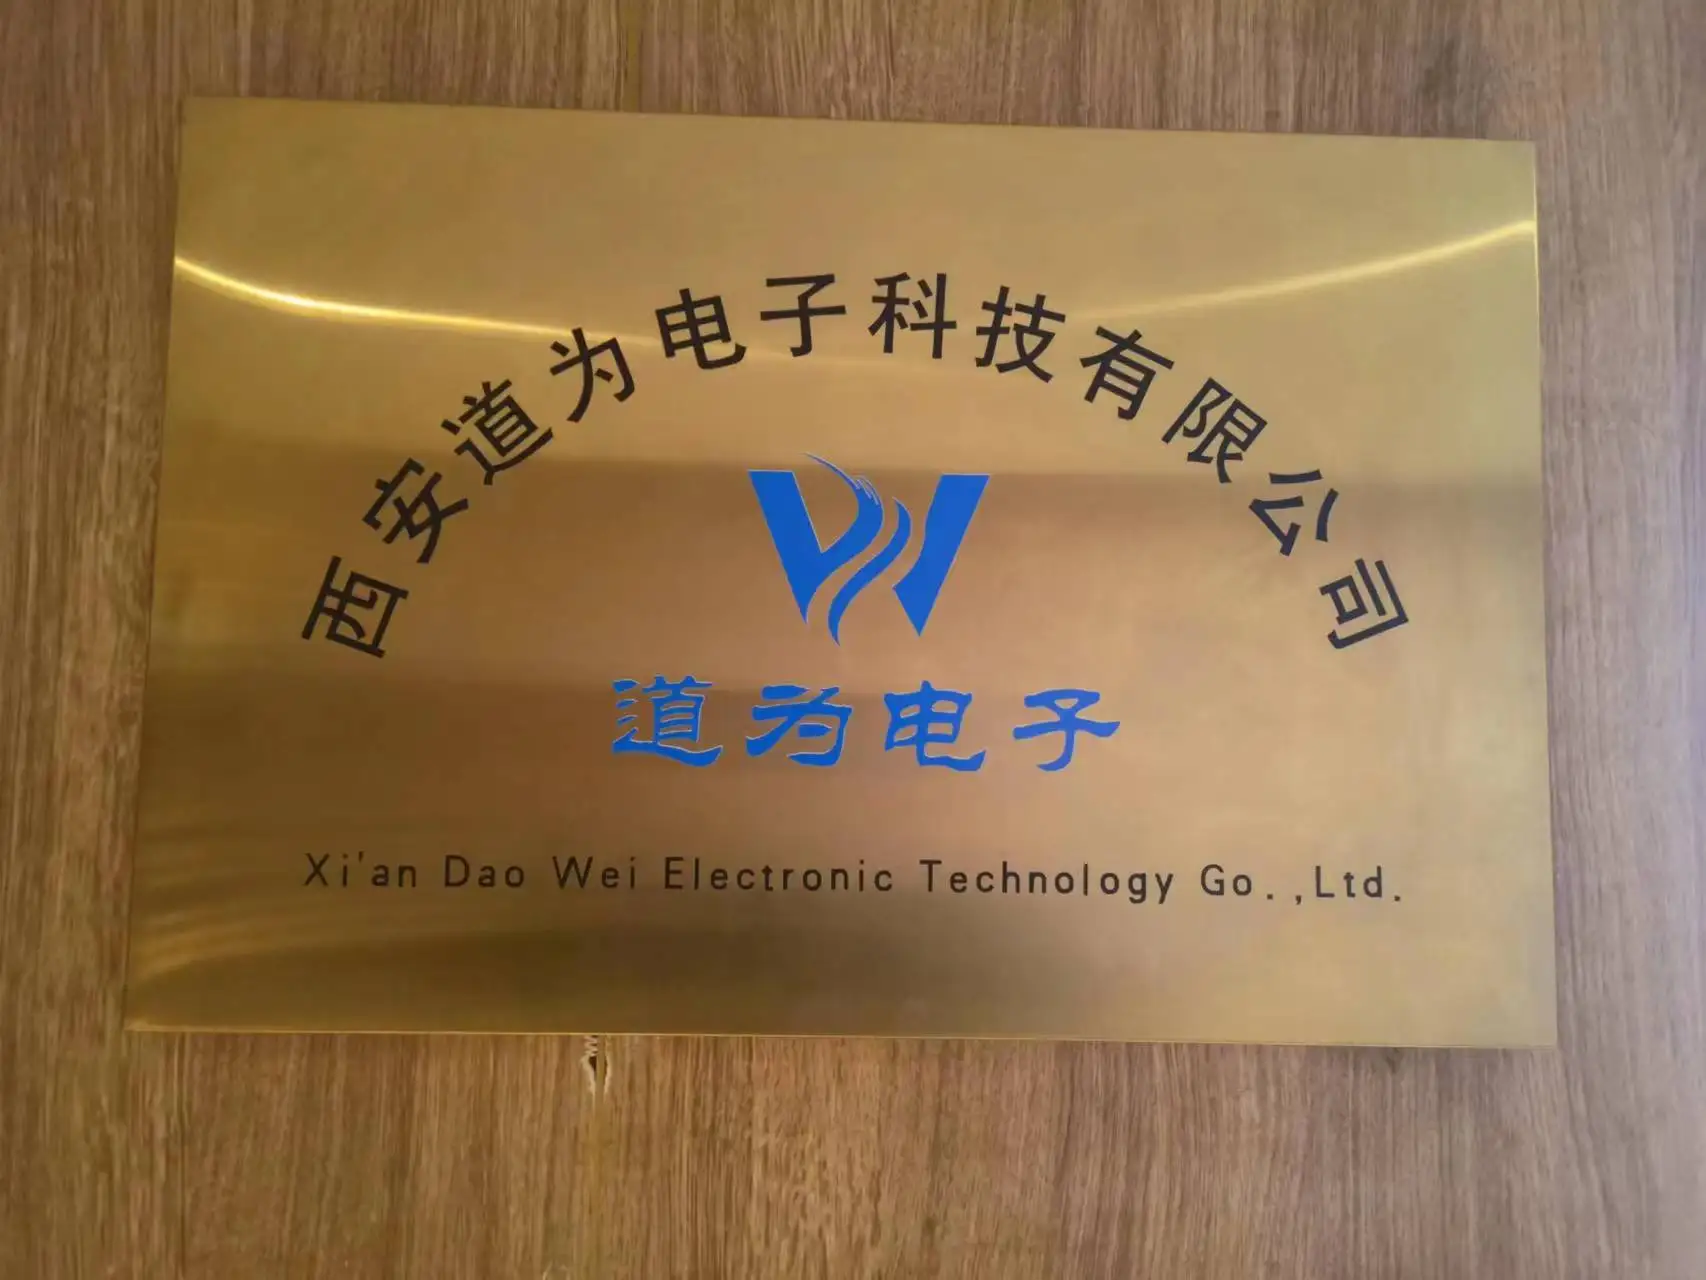 西安道为电子科技有限公司
道为电子
Xi'an Dao Wei Electronic Technology Go.,Ltd.